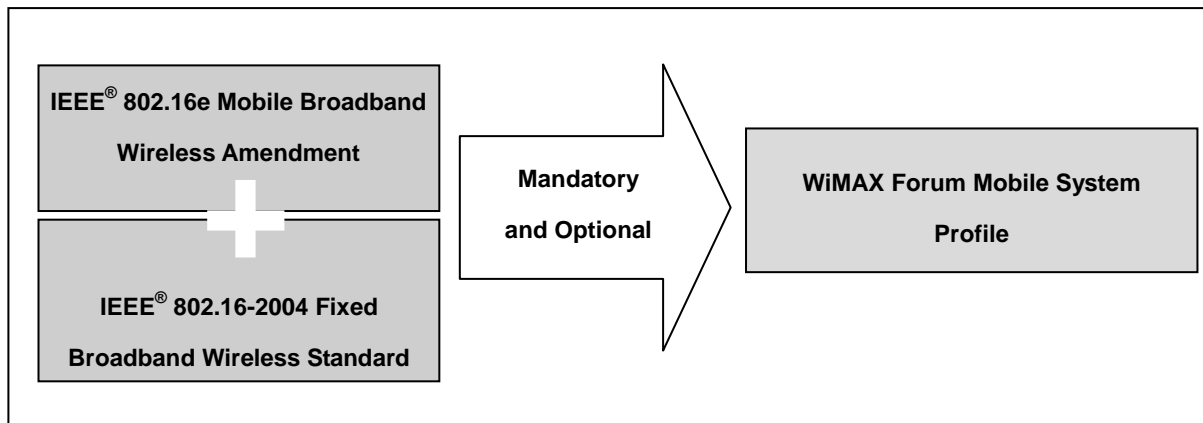 IEEE® 802.16e Mobile Broadband
Wireless Amendment
IEEE® 802.16-2004 Fixed
Broadband Wireless Standard
Mandatory
and Optional
WiMAX Forum Mobile System
Profile